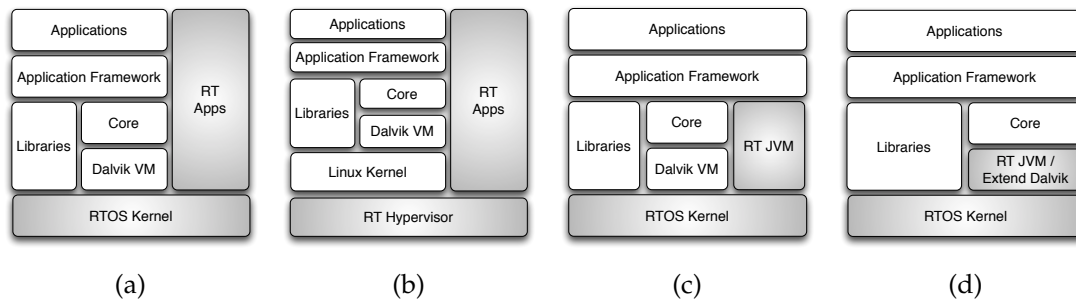 Applications
Application Framework
Libraries
Core
Dalvik VM
RT
Apps
RTOS Kernel
(a)
Applications
Application Framework
Libraries
Core
Dalvik VM
Linux Kernel
RT
Apps
RT Hypervisor
(b)
Applications
Application Framework
Libraries
Core
Dalvik VM
RT JVM
RTOS Kernel
(c)
Applications
Application Framework
Libraries
Core
RT JVM /
Extend Dalvik
RTOS Kernel
(d)